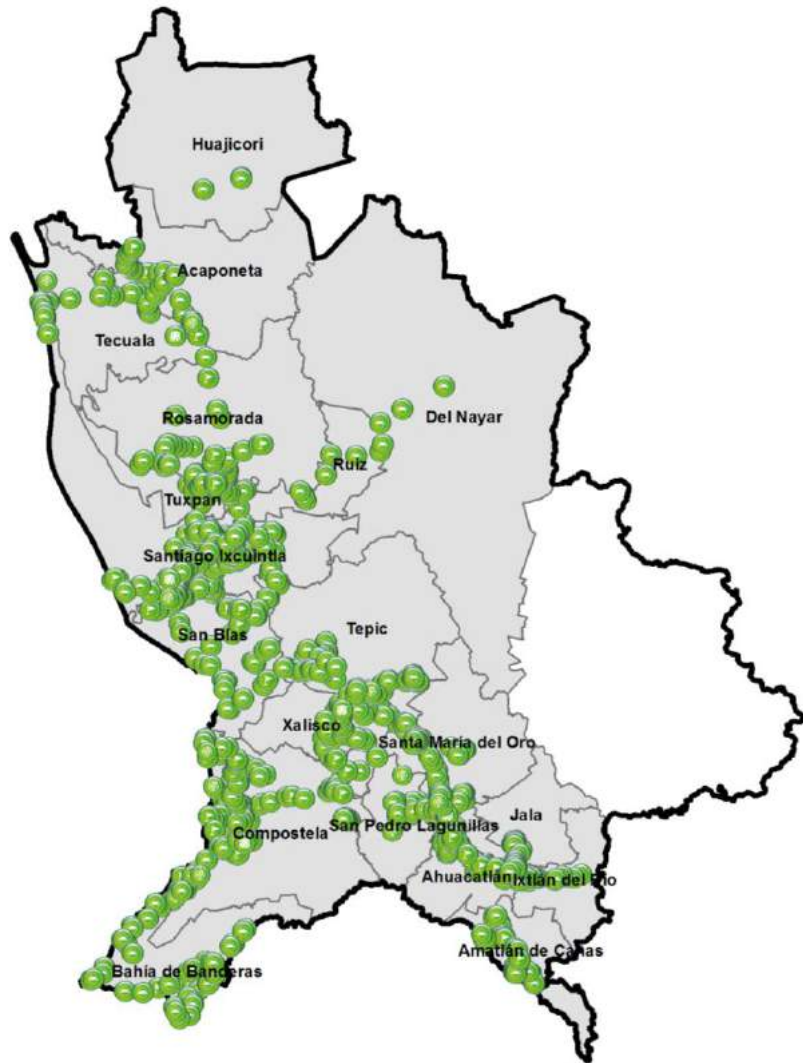 Huajicori
Acaponeta
Tecuala
Rosamorada
Del Nayar
Ruiz
Tuxpan
Santiago Ixcuintla
San Blas
Tepic
Xalisco
Santa María del Oro
Jala
San Pedro Lagunillas
Compostela
Ahuacatlán
Ixtlán del Río
Amatlán de Cañas
Bahía de Banderas